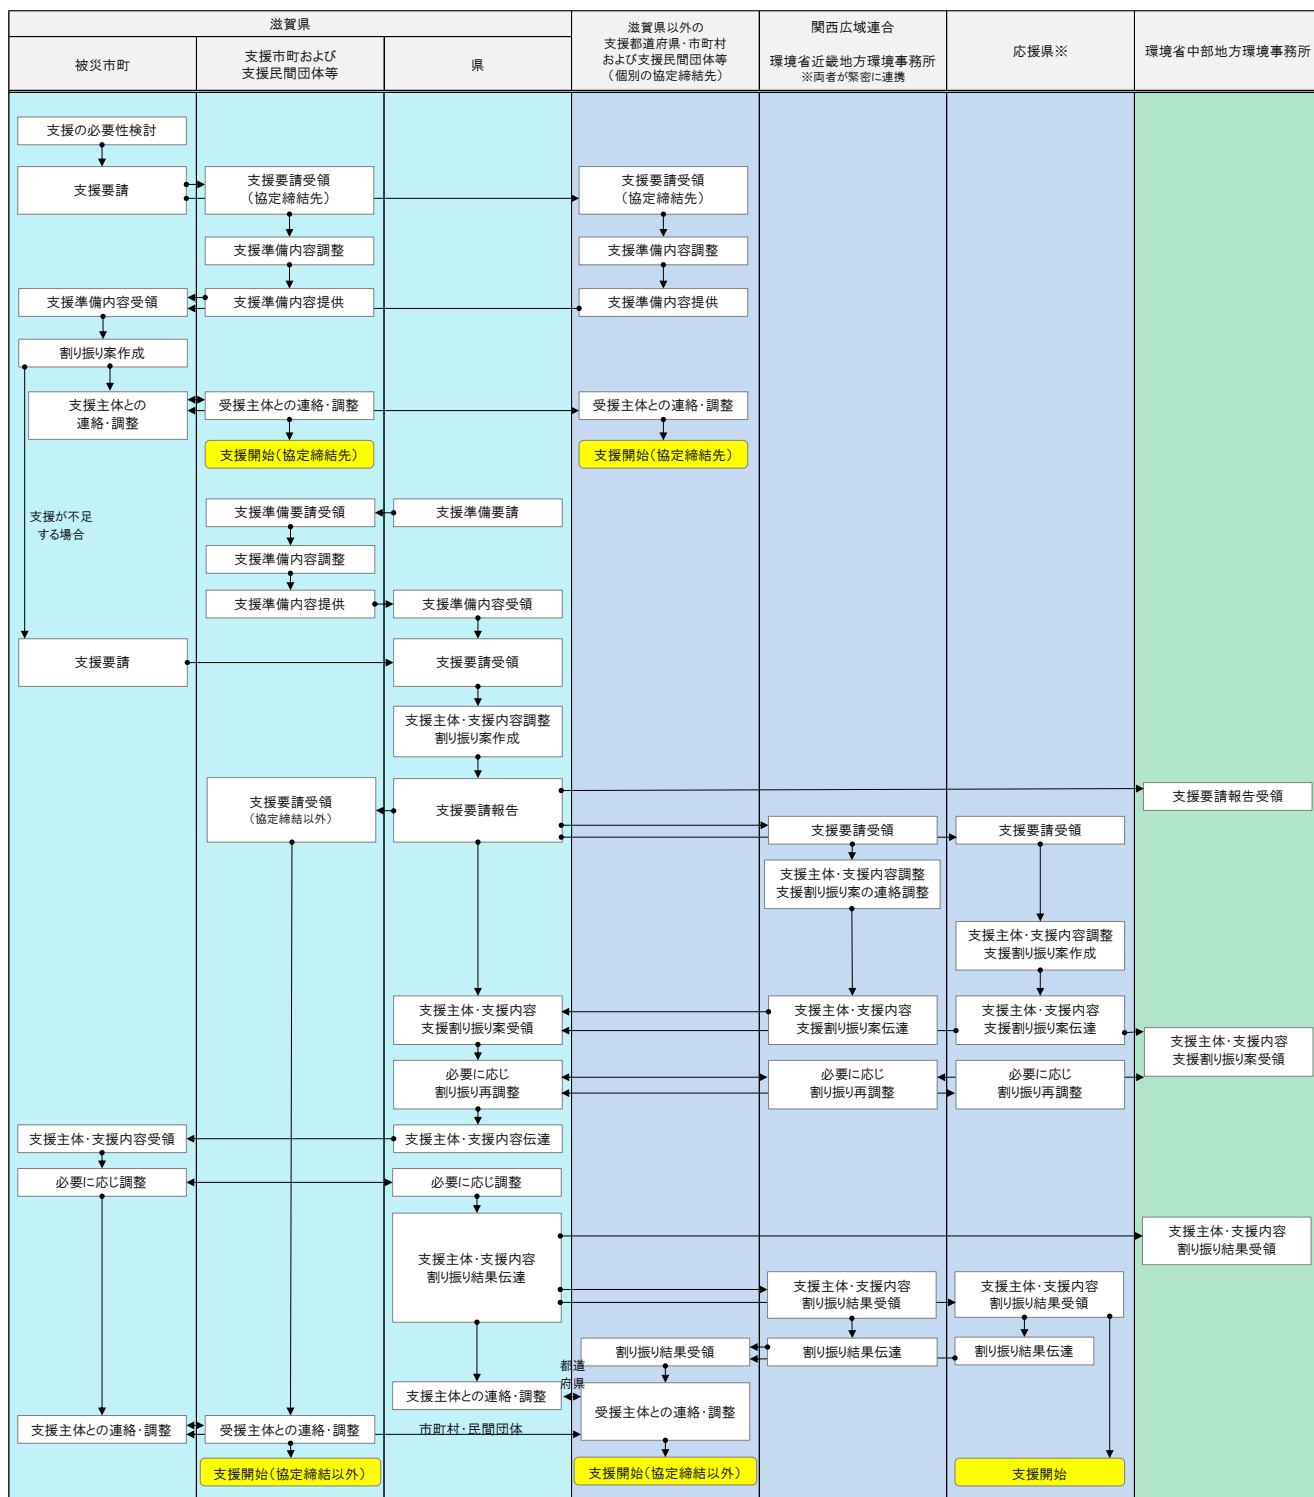 滋賀県
被災市町
支援市町および
支援民間団体等
県
滋賀県以外の
支援都道府県・市町村
および支援民間団体等
（個別の協定締結先）
関西広域連合
環境省近畿地方環境事務所
※両者が緊密に連携
応援県※
環境省中部地方環境事務所
支援の必要性検討
支援要請
支援要請受領
（協定締結先）
支援要請受領
（協定締結先）
支援準備内容調整
支援準備内容調整
支援準備内容受領
支援準備内容提供
支援準備内容提供
割り振り案作成
支援主体との
連絡・調整
受援主体との連絡・調整
受援主体との連絡・調整
支援開始（協定締結先）
支援開始（協定締結先）
支援が不足
する場合
支援準備要請受領
支援準備要請
支援準備内容調整
支援準備内容提供
支援準備内容受領
支援要請
支援要請受領
支援主体・支援内容調整
割り振り案作成
支援要請受領
（協定締結以外）
支援要請報告
支援要請報告受領
支援要請受領
支援要請受領
支援主体・支援内容調整
支援割り振り案の連絡調整
支援主体・支援内容調整
支援割り振り案作成
支援主体・支援内容
支援割り振り案受領
支援主体・支援内容
支援割り振り案伝達
支援主体・支援内容
支援割り振り案伝達
支援主体・支援内容
支援割り振り案受領
必要に応じ
割り振り再調整
必要に応じ
割り振り再調整
必要に応じ
割り振り再調整
支援主体・支援内容受領
支援主体・支援内容伝達
必要に応じ調整
必要に応じ調整
支援主体・支援内容
割り振り結果伝達
支援主体・支援内容
割り振り結果受領
支援主体・支援内容
割り振り結果受領
支援主体・支援内容
割り振り結果受領
割り振り結果受領
割り振り結果伝達
割り振り結果伝達
都道
府県
支援主体との連絡・調整
受援主体との連絡・調整
支援主体との連絡・調整
受援主体との連絡・調整
市町村・民間団体
支援開始（協定締結以外）
支援開始（協定締結以外）
支援開始